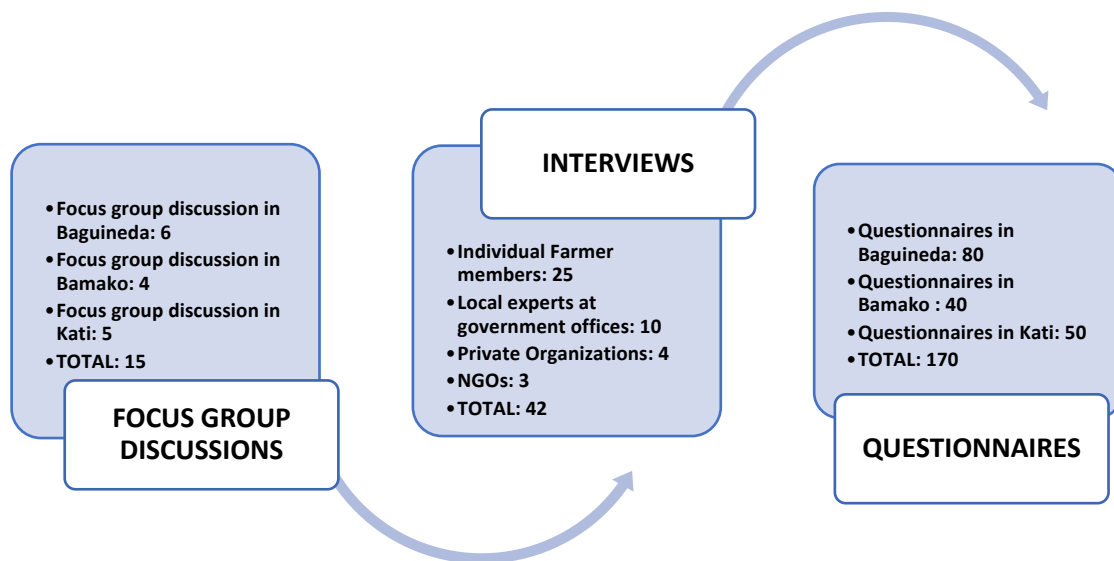 •Focus group discussion in
Baguineda: 6
•Focus group discussion in
Bamako: 4
•Focus group discussion in
Kati: 5
•TOTAL: 15
FOCUS GROUP
DISCUSSIONS
INTERVIEWS
•Individual Farmer
members: 25
•Local experts at
government offices: 10
•Private Organizations: 4
•NGOs: 3
•TOTAL: 42
•Questionnaires in
Baguineda: 80
•Questionnaires in
Bamako : 40
•Questionnaires in Kati: 50
•TOTAL: 170
QUESTIONNAIRES